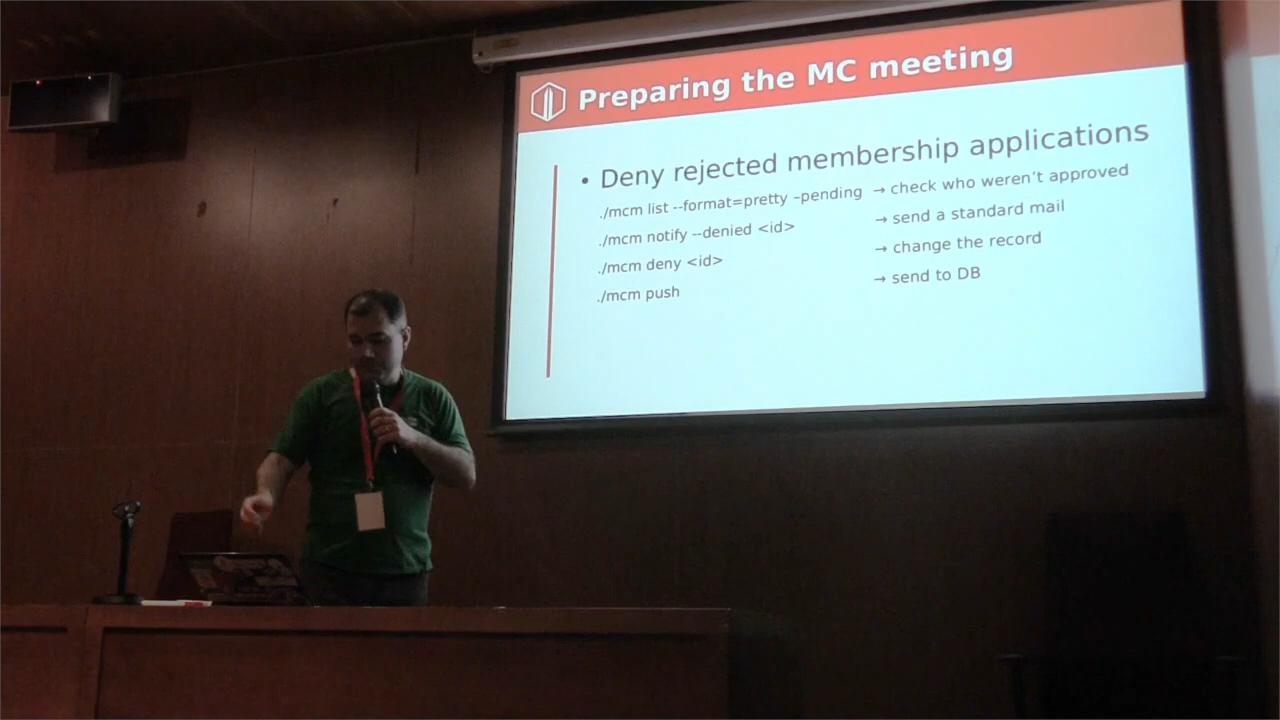 Preparing the MC meeting
• Deny rejected membership applications
./mcm list --format=pretty –pending → check who weren't approved
./mcm notify --denied <id> → send a standard mail
./mcm deny <id> → change the record
./mcm push → send to DB